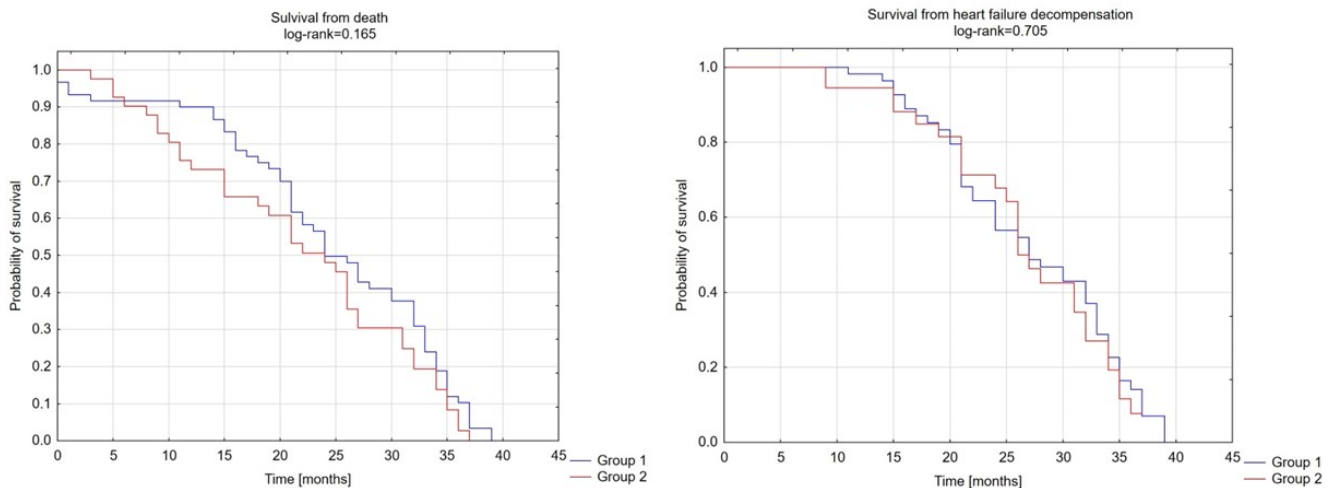 Sulvival from death
log-rank=0.165
1.0
0.9
0.8
0.7
0.6
0.5
0.4
0.3
0.2
0.1
0.0
Probability of survival
0 5 10 15 20 25 30 35 40 45
Time [months]
Group 1
Group 2
Survival from heart failure decompensation
log-rank=0.705
1.0
0.8
0.6
0.4
0.2
0.0
Probability of survival
0 5 10 15 20 25 30 35 40 45
Time [months]
Group 1
Group 2